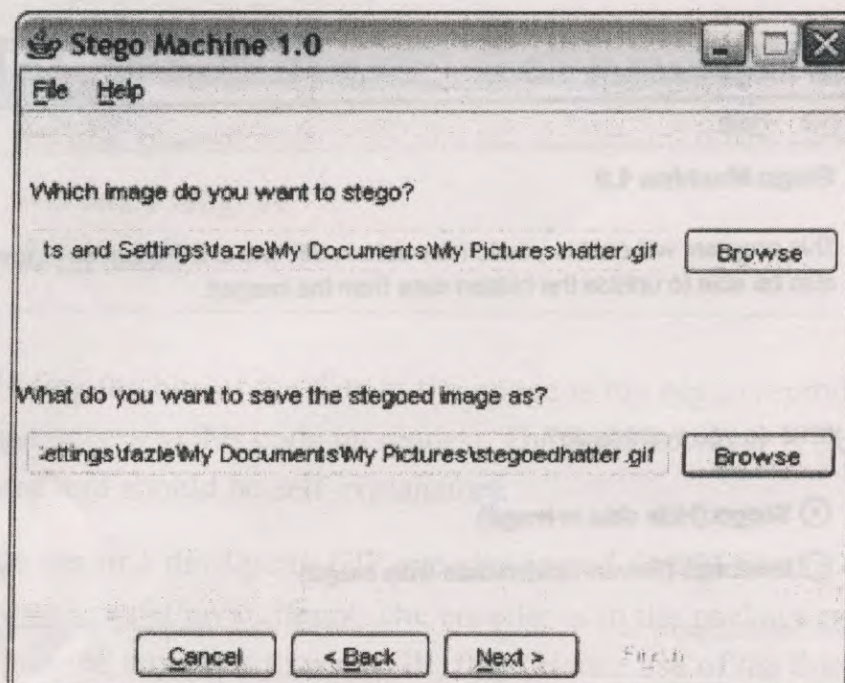 Stego Machine 1.0
File Help
Which image do you want to stego?
ts and Settings\fazle\My Documents\My Pictures\hatter.gif Browse
What do you want to save the stegoed image as?
ettings\fazle\My Documents\My Pictures\stegoedhatter.gif Browse
Cancel < Back Next > Finish